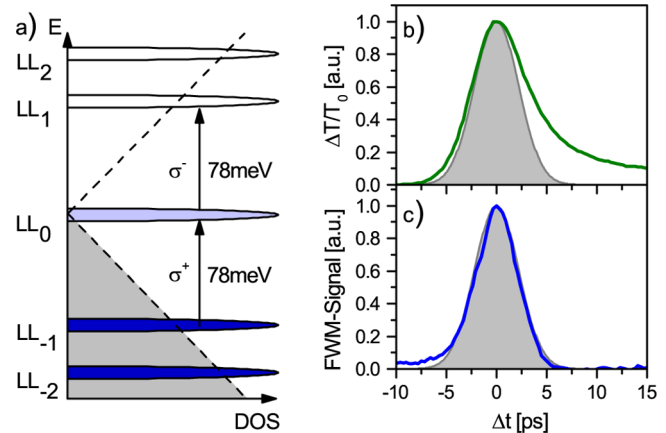 a)
E
LL₂
LL₁
σ⁻
78meV
LL₀
σ⁺
78meV
LL₋₁
LL₋₂
DOS
b)
ΔT/T₀ [a.u.]
1.0
0.8
0.6
0.4
0.2
0.0
c)
FWM-Signal [a.u.]
1.0
0.8
0.6
0.4
0.2
0.0
-10 -5 0 5 10 15
Δt [ps]